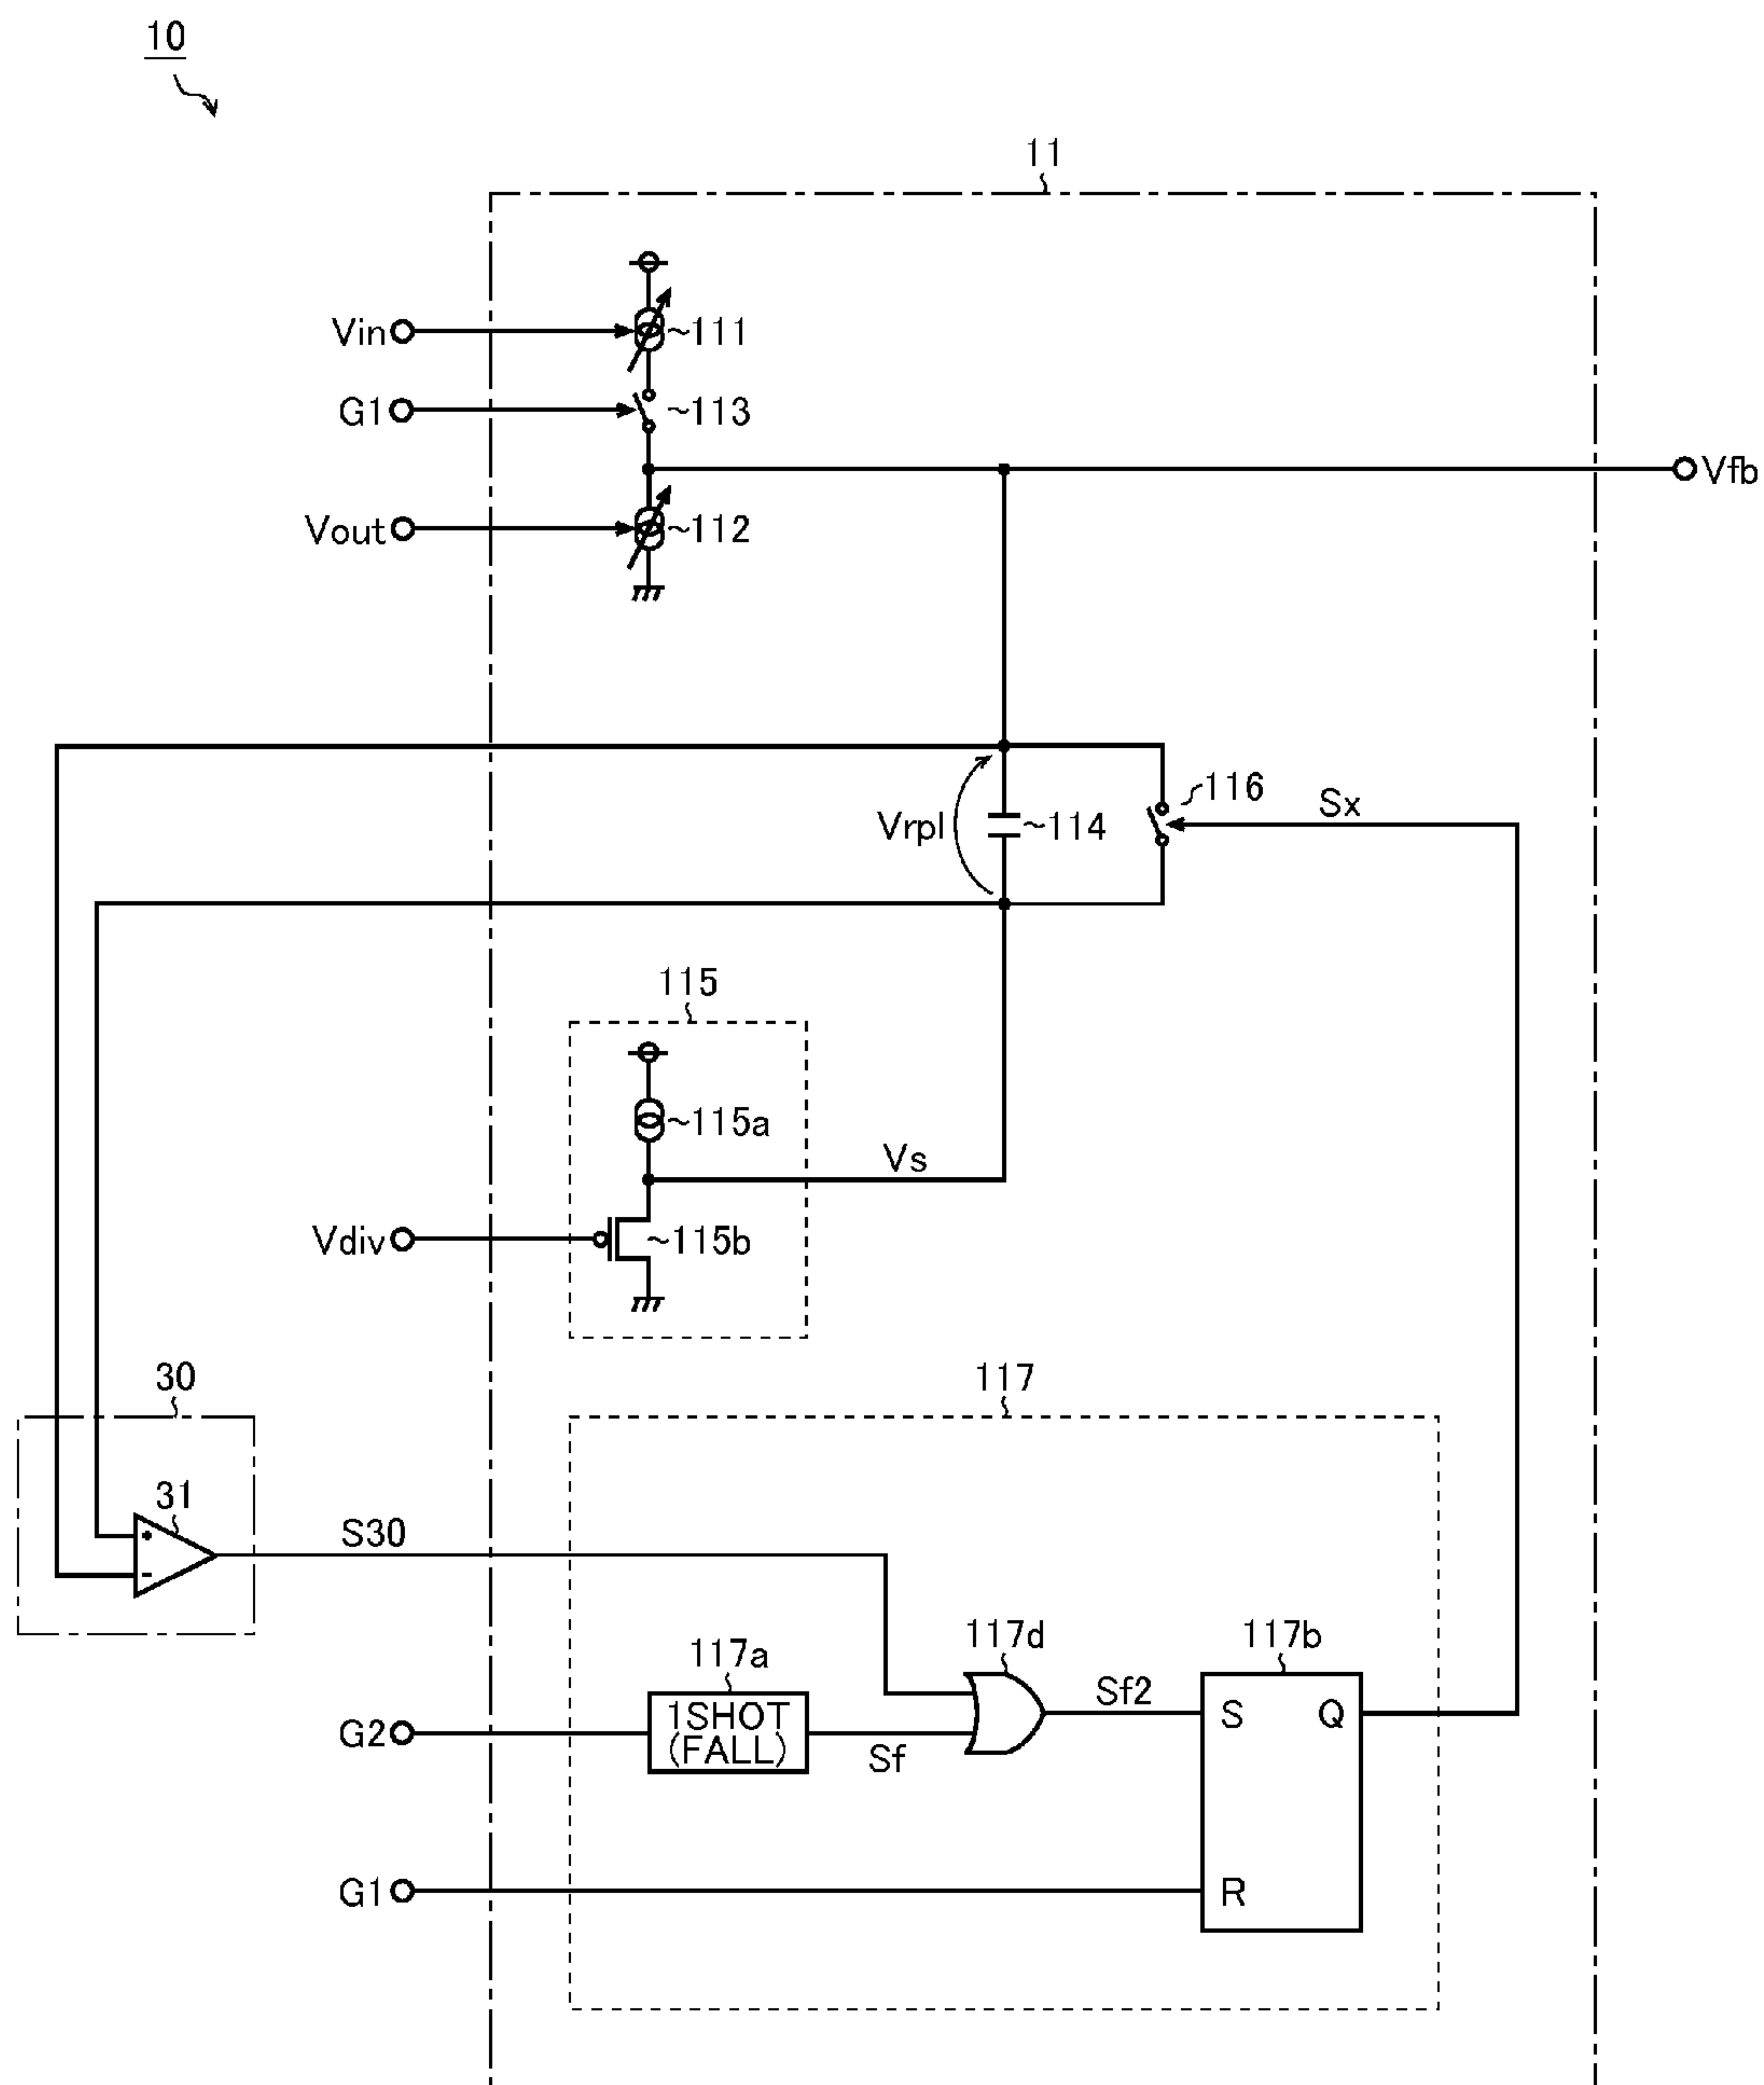 10
11
Vin
111
G1
113
Vfb
Vout
112
116
Sx
Vrpl
114
115
115a
Vs
Vdiv
115b
30
117
31
+
-
S30
117d
117b
117a
1SHOT
(FALL)
Sf2
S
Q
G2
Sf
G1
R